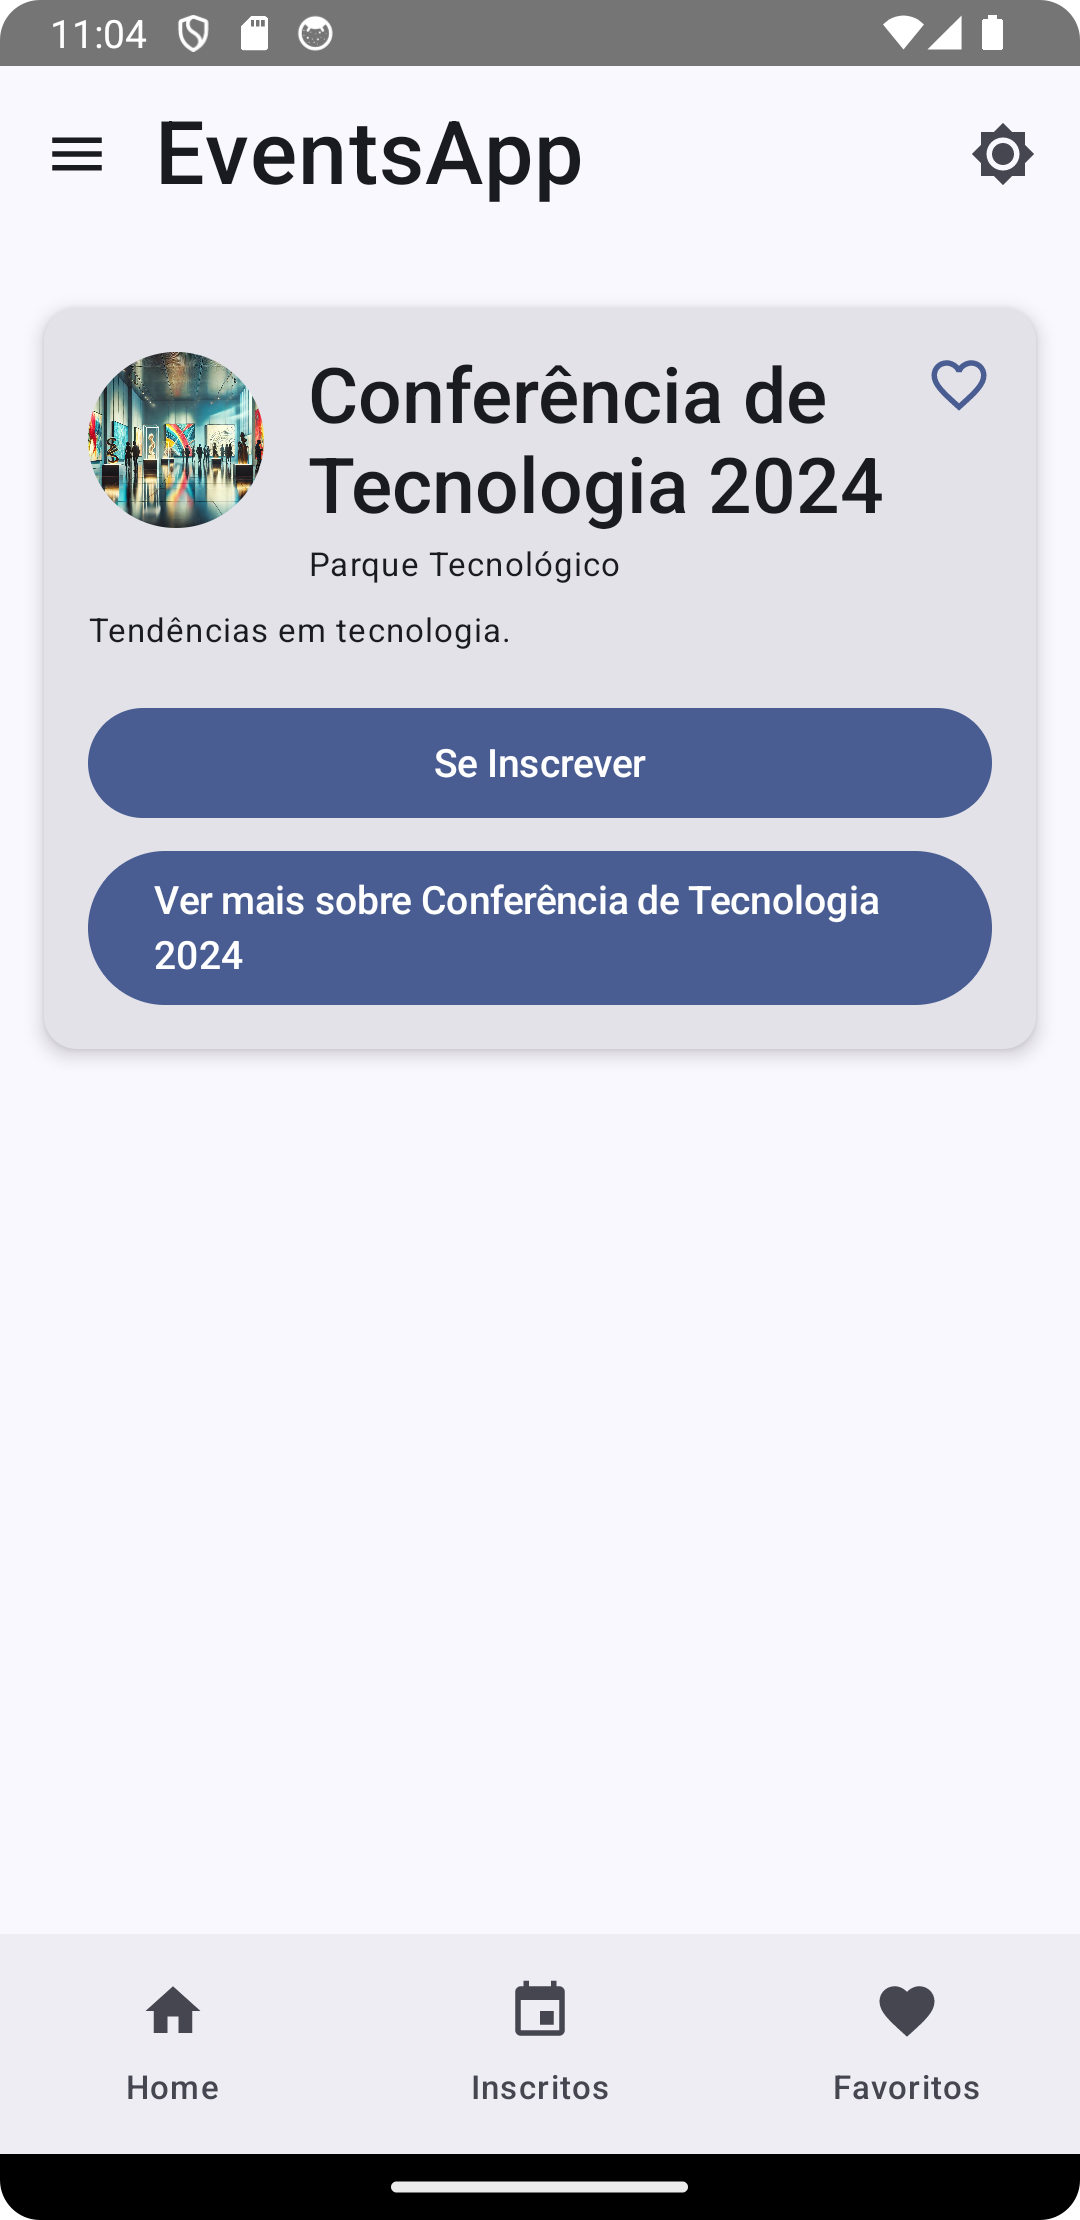 11:04
EventsApp
Conferência de
Tecnologia 2024
Parque Tecnológico
Tendências em tecnologia.
Se Inscrever
Ver mais sobre Conferência de Tecnologia
2024
Home
Inscritos
Favoritos